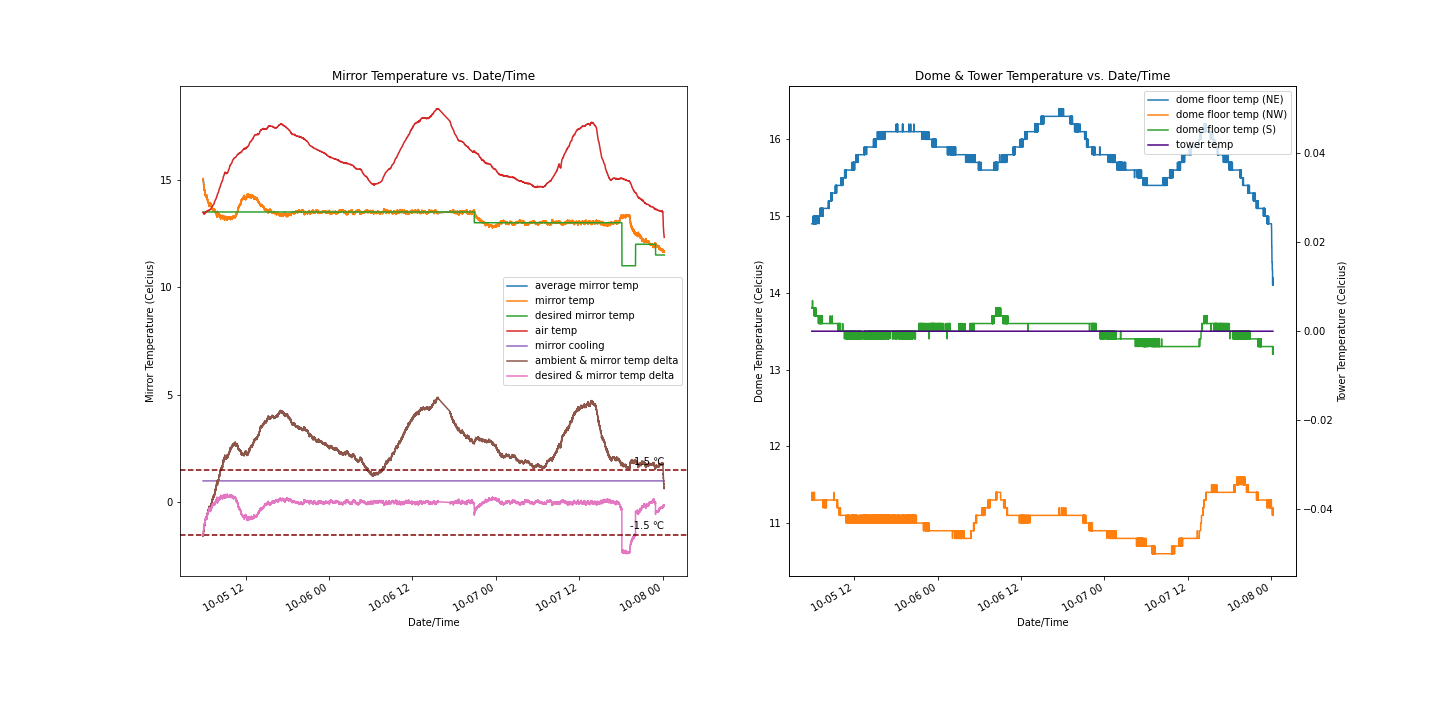 Mirror Temperature vs. Date/Time
Mirror Temperature (Celcius)
15
10
5
0
average mirror temp
mirror temp
desired mirror temp
air temp
mirror cooling
ambient & mirror temp delta
desired & mirror temp delta
1.5 °C
-1.5 °C
10-05 12
10-06 00
10-06 12
10-07 00
10-07 12
10-08 00
Date/Time
Dome & Tower Temperature vs. Date/Time
Dome Temperature (Celcius)
16
15
14
13
12
11
dome floor temp (NE)
dome floor temp (NW)
dome floor temp (S)
tower temp
0.04
0.02
0.00
−0.02
−0.04
Tower Temperature (Celcius)
10-05 12
10-06 00
10-06 12
10-07 00
10-07 12
10-08 00
Date/Time